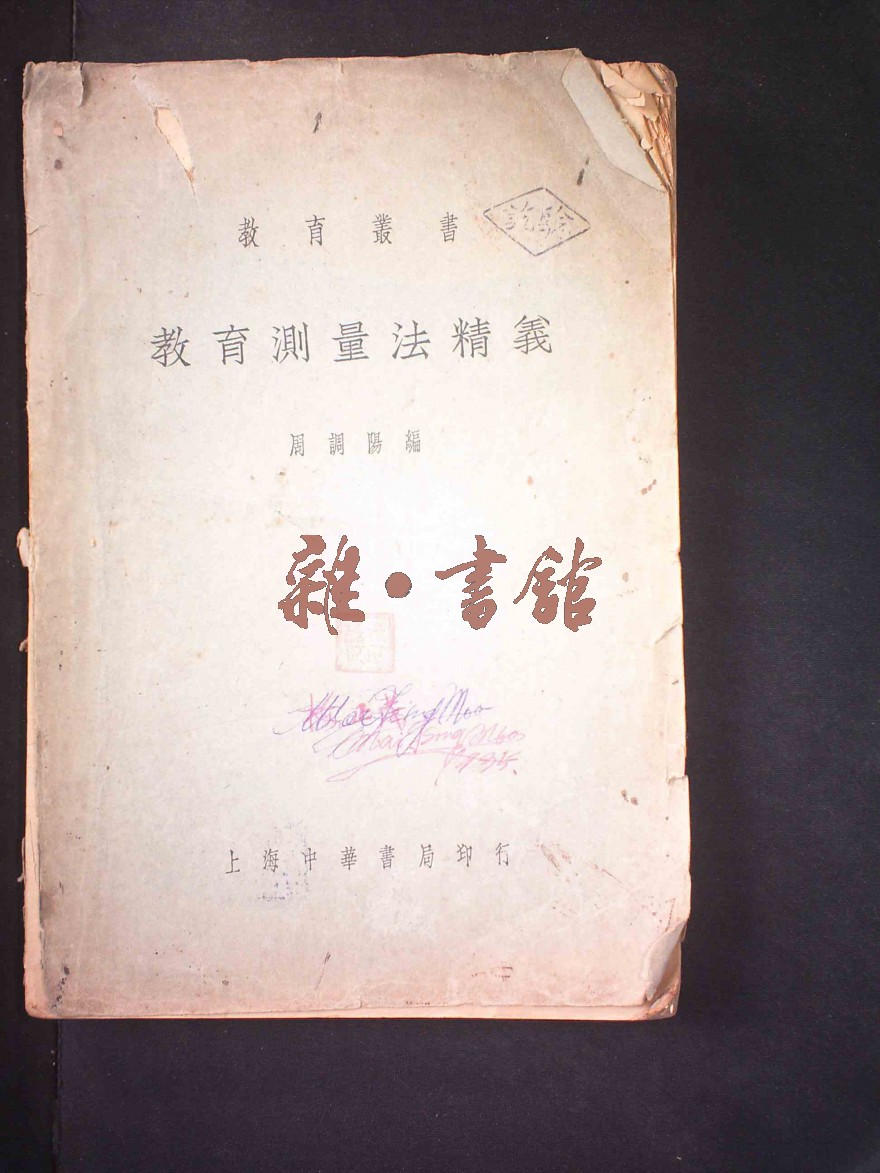 教育叢書
教育測量法精義
周調陽編
雜·書館
上海中華書局印行